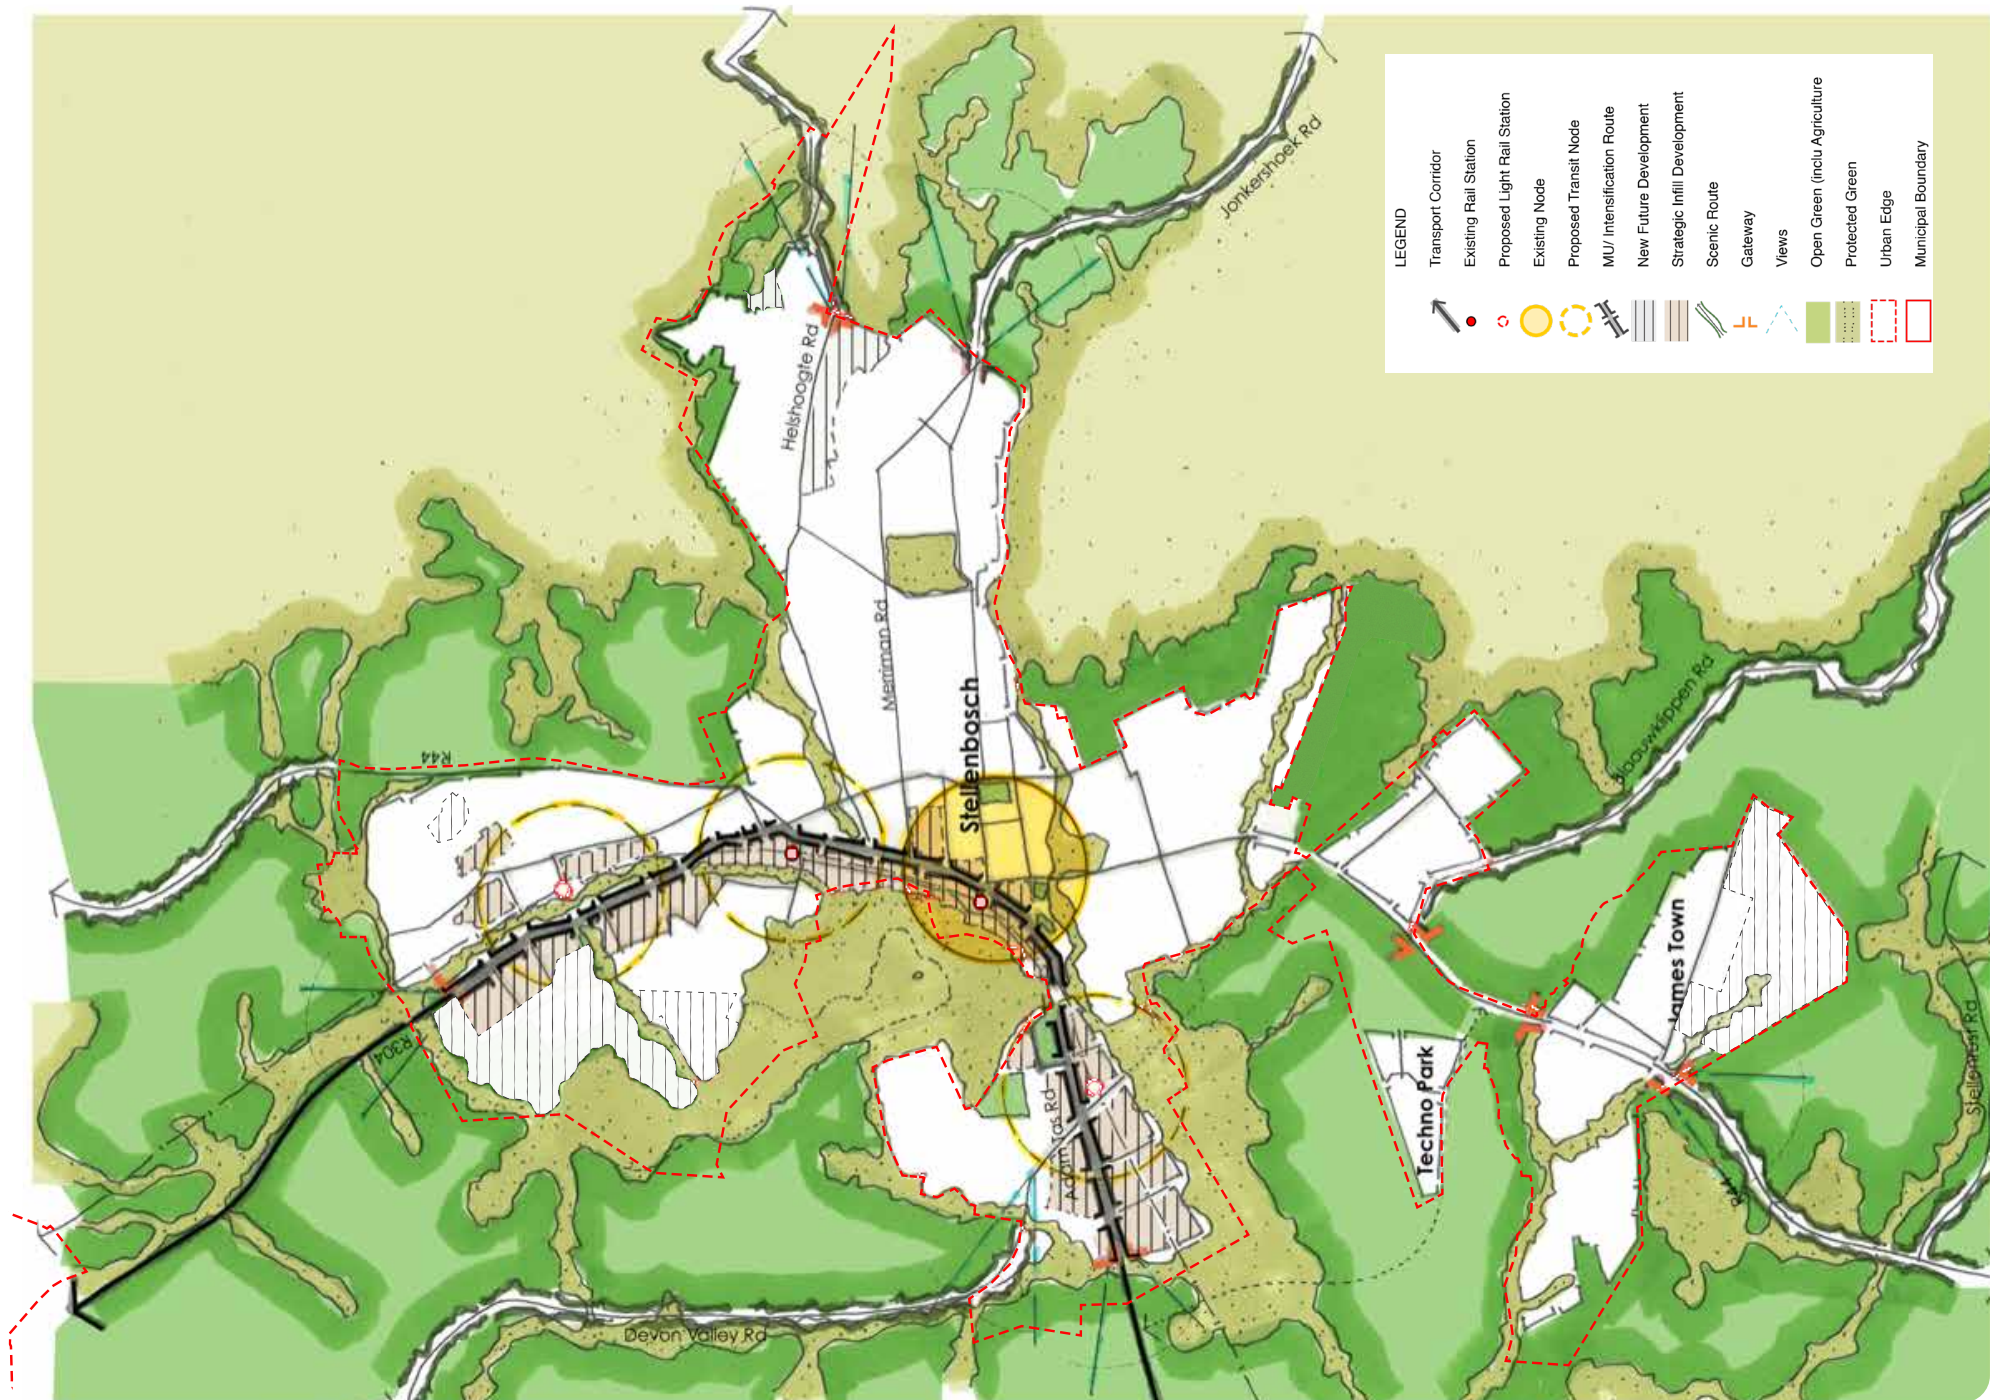 LEGEND
Transport Corridor
Existing Rail Station
Proposed Light Rail Station
Existing Node
Proposed Transit Node
MU/ Intensification Route
New Future Development
Strategic Infill Development
Scenic Route
Gateway
Views
Open Green (inclu Agriculture
Protected Green
Urban Edge
Municipal Boundary
Jonkershoek Rd
Helshoogte Rd
Merriman Rd
Stellenbosch
R44
R304
Blaauwklippen Rd
James Town
Techno Park
Adam Tas Rd
Devon Valley Rd
Stellenrust Rd
R44